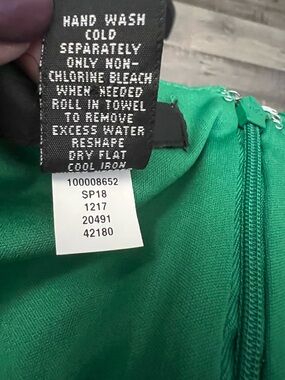 HAND WASH
COLD
SEPARATELY
ONLY NON-
CHLORINE BLEACH
WHEN NEEDED
ROLL IN TOWEL
TO REMOVE
EXCESS WATER
RESHAPE
DRY FLAT
COOL IRON
100008652
SP18
1217
20491
42180